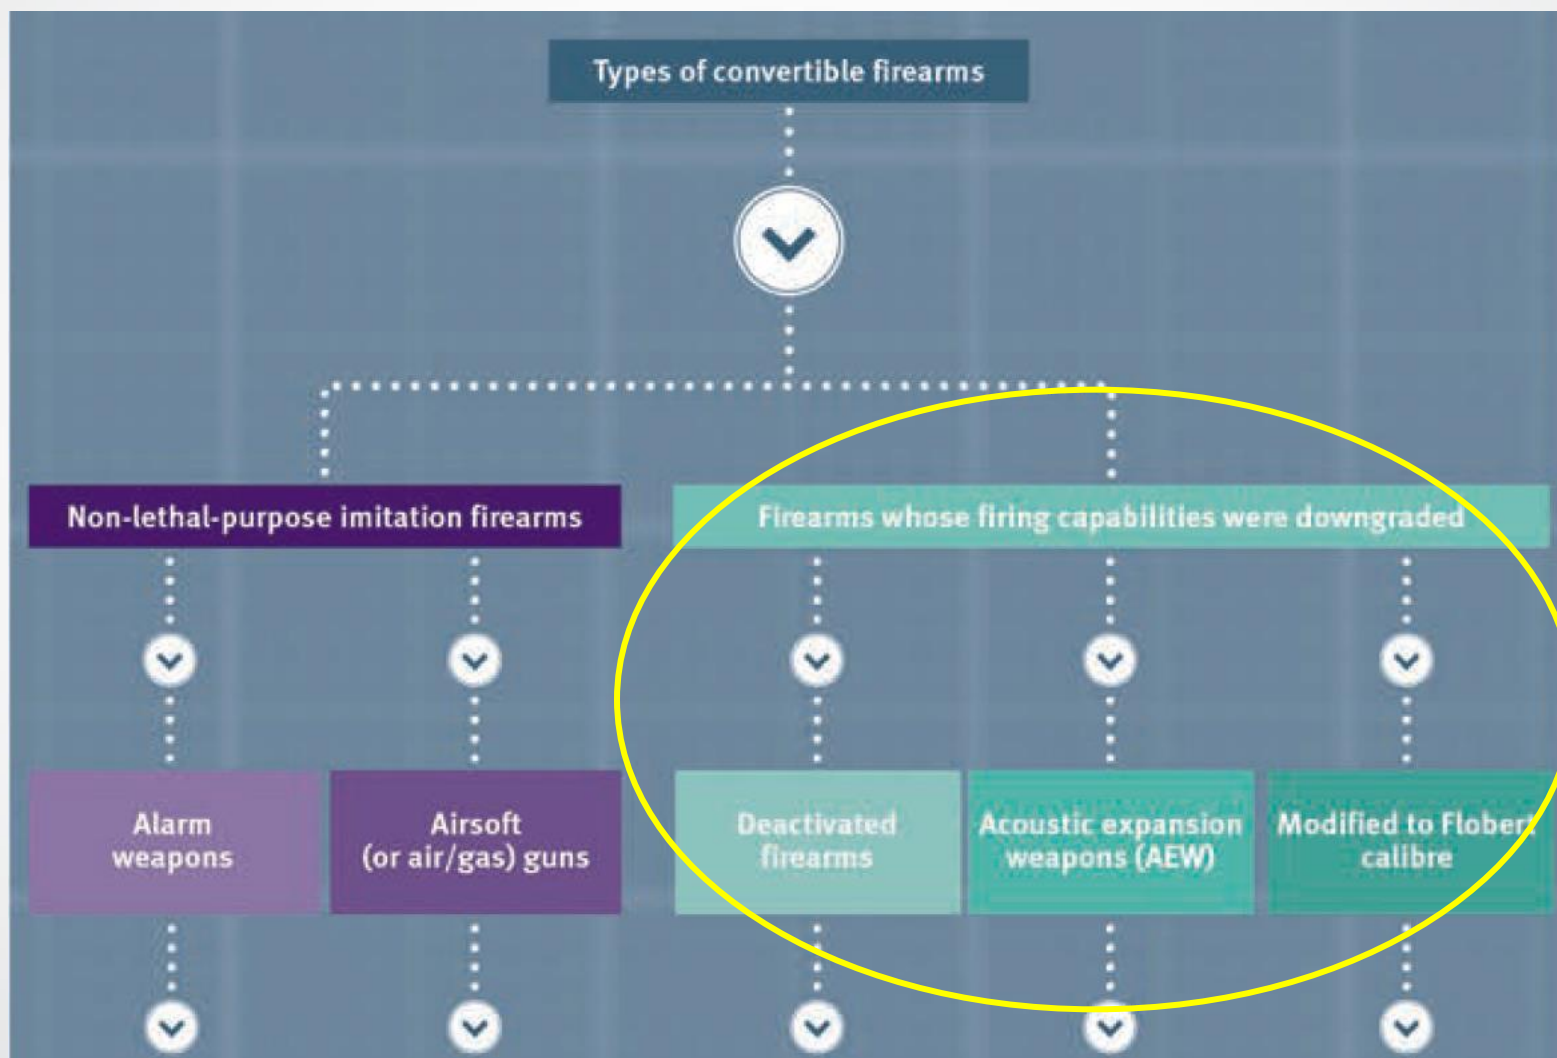 Types of convertible firearms
Non-lethal-purpose imitation firearms
Firearms whose firing capabilities were downgraded
Alarm
weapons
Airsoft
(or air/gas) guns
Deactivated
firearms
Acoustic expansion
weapons (AEW)
Modified to Flobert
calibre